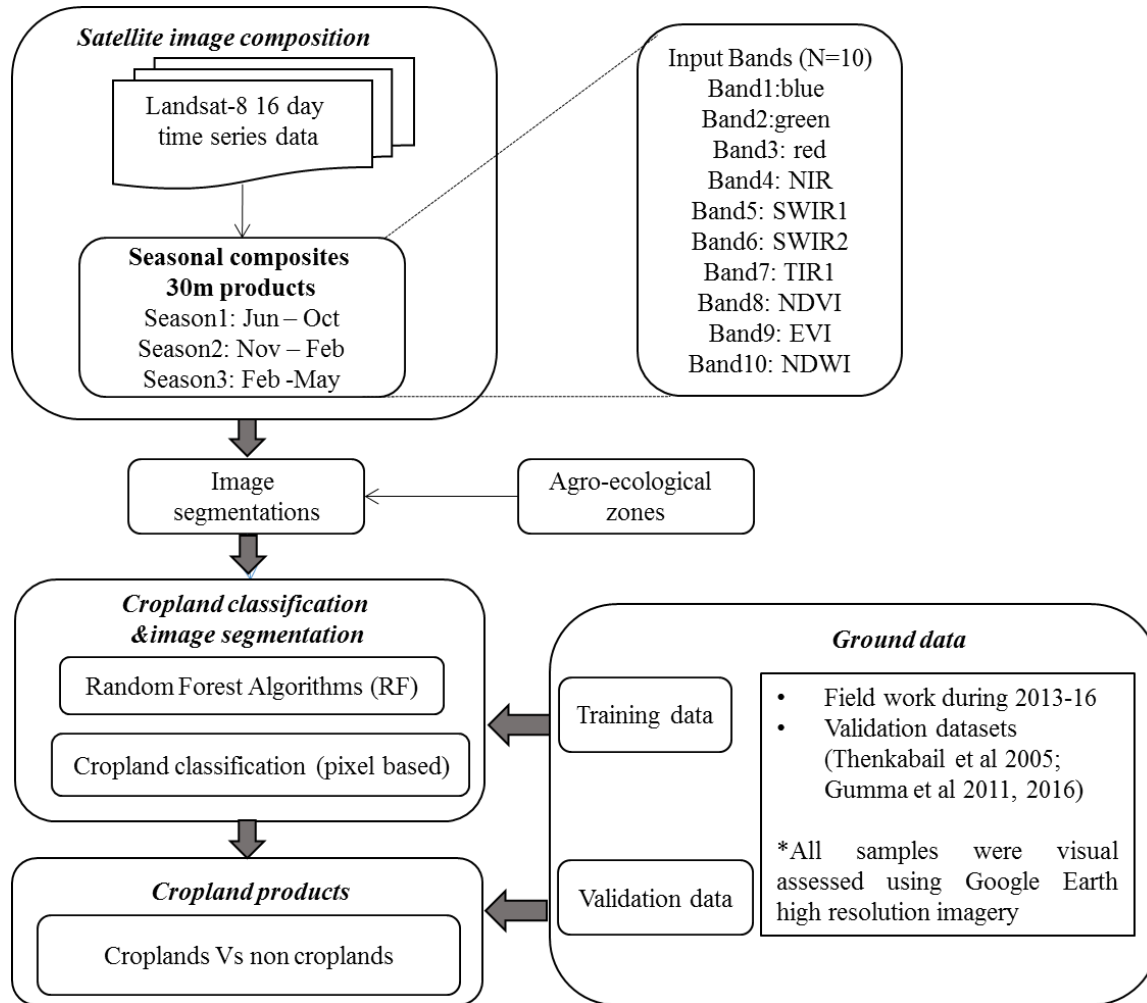 Satellite image composition
Landsat-8 16 day
time series data
Seasonal composites
30m products
Season1: Jun – Oct
Season2: Nov – Feb
Season3: Feb -May
Input Bands (N=10)
Band1:blue
Band2:green
Band3: red
Band4: NIR
Band5: SWIR1
Band6: SWIR2
Band7: TIR1
Band8: NDVI
Band9: EVI
Band10: NDWI
Image
segmentations
Agro-ecological
zones
Cropland classification
&image segmentation
Random Forest Algorithms (RF)
Cropland classification (pixel based)
Ground data
Training data
Validation data
• Field work during 2013-16
• Validation datasets
(Thenkabail et al 2005;
Gumma et al 2011, 2016)
*All samples were visual
assessed using Google Earth
high resolution imagery
Cropland products
Croplands Vs non croplands